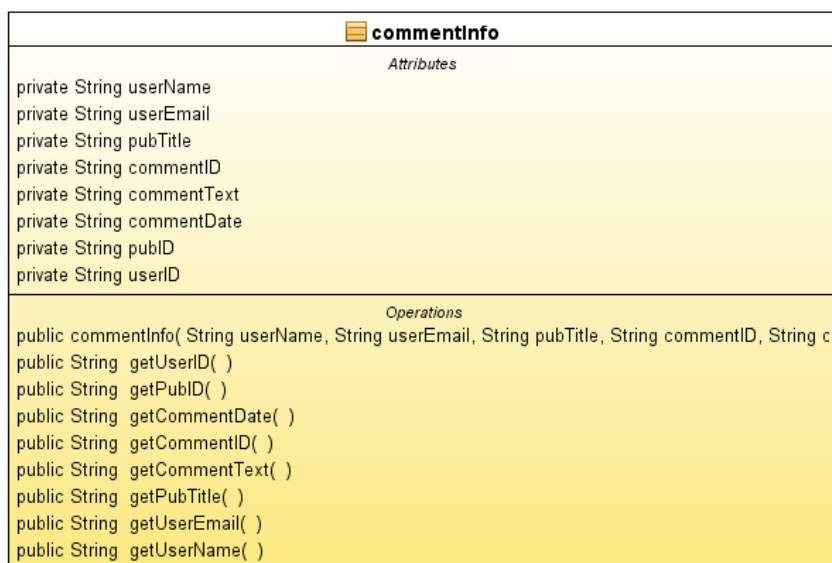 commentInfo
Attributes
private String userName
private String userEmail
private String pubTitle
private String commentID
private String commentText
private String commentDate
private String pubID
private String userID
Operations
public commentInfo( String userName, String userEmail, String pubTitle, String commentID, String c
public String getUserID( )
public String getPubID( )
public String getCommentDate( )
public String getCommentID( )
public String getCommentText( )
public String getPubTitle( )
public String getUserEmail( )
public String getUserName( )